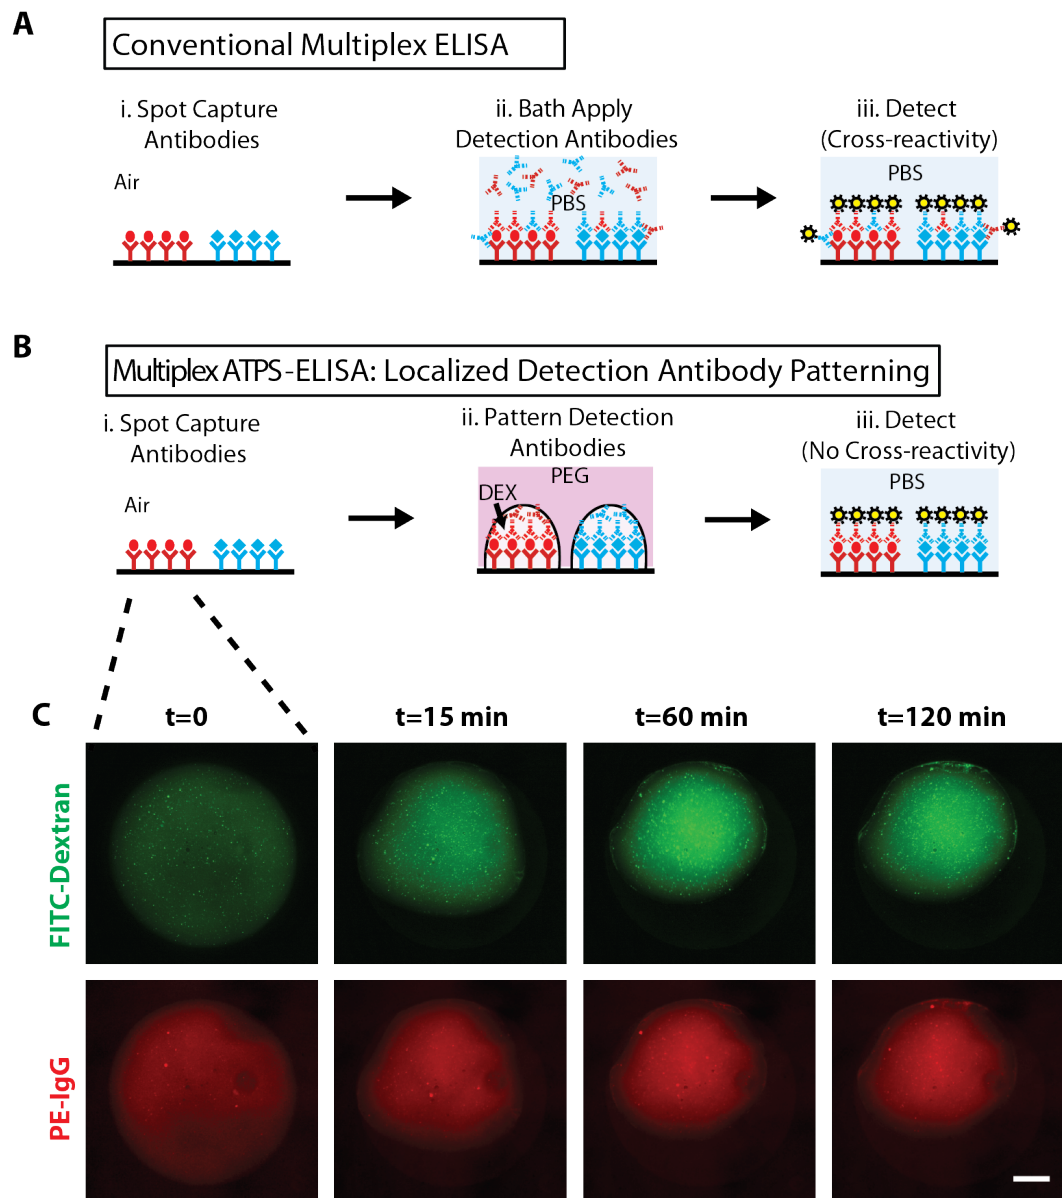 A
Conventional Multiplex ELISA
i. Spot Capture
Antibodies
ii. Bath Apply
Detection Antibodies
iii. Detect
(Cross-reactivity)
Air
PBS
PBS
B
Multiplex ATPS-ELISA: Localized Detection Antibody Patterning
i. Spot Capture
Antibodies
ii. Pattern Detection
Antibodies
iii. Detect
(No Cross-reactivity)
Air
PEG
DEX
PBS
C
t=0
t=15 min
t=60 min
t=120 min
FITC-Dextran
PE-IgG